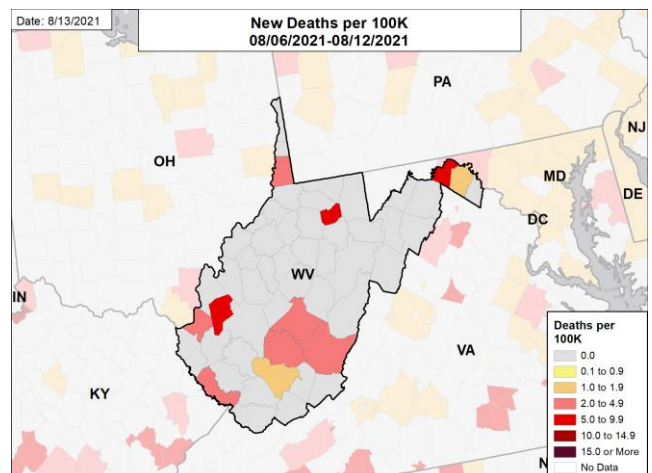 Date: 8/13/2021
New Deaths per 100K
08/06/2021-08/12/2021
PA
NJ
OH
MD
DE
DC
WV
IN
VA
KY
N
Deaths per
100K
0.0
0.1 to 0.9
1.0 to 1.9
2.0 to 4.9
5.0 to 9.9
10.0 to 14.9
15.0 or More
No Data